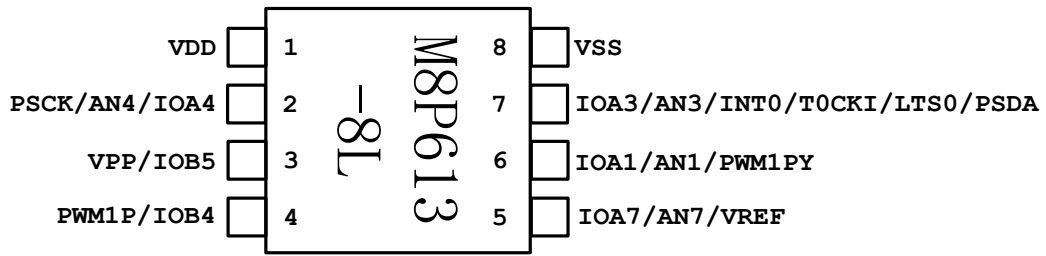 VDD 1 8 VSS
PSCK/AN4/IOA4 2 7 IOA3/AN3/INT0/T0CKI/LTS0/PSDA
VPP/IOB5 3 6 IOA1/AN1/PWM1PY
PWM1P/IOB4 4 5 IOA7/AN7/VREF
M8P613
-8L